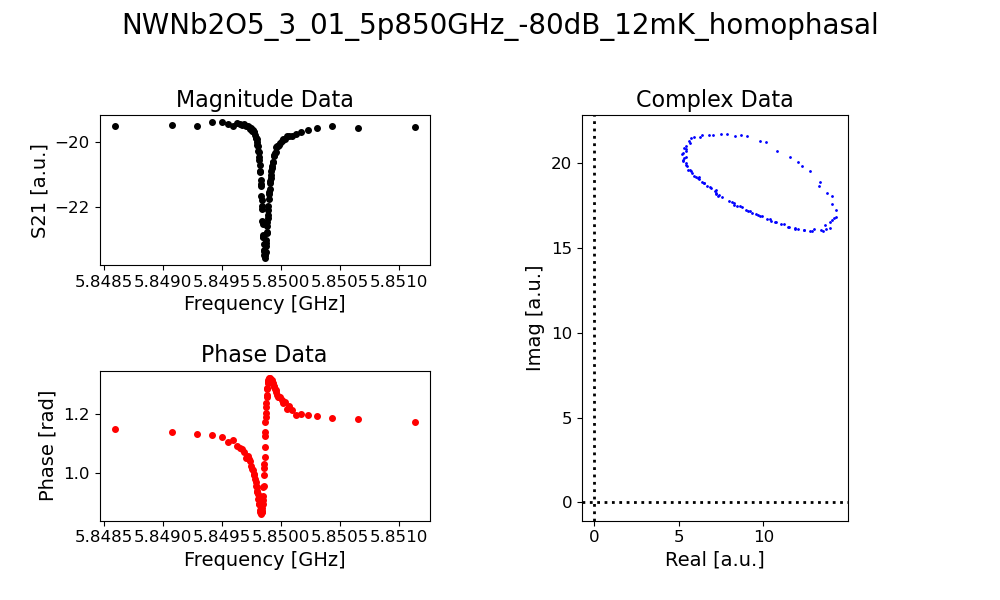 NWNb2O5_3_01_5p850GHz_-80dB_12mK_homophasal
Magnitude Data
S21 [a.u.]
−20
−22
5.8485 5.8490 5.8495 5.8500 5.8505 5.8510
Frequency [GHz]
Phase Data
Phase [rad]
1.2
1.0
5.8485 5.8490 5.8495 5.8500 5.8505 5.8510
Frequency [GHz]
Complex Data
Imag [a.u.]
20
15
10
5
0
0 5 10
Real [a.u.]